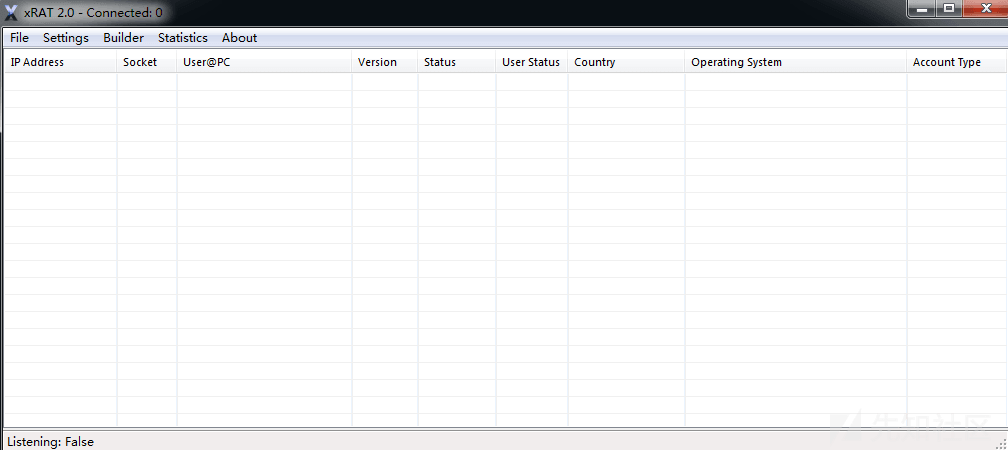 xRAT 2.0 - Connected: 0
File Settings Builder Statistics About
IP Address Socket User@PC Version Status User Status Country Operating System Account Type
先知社区
Listening: False